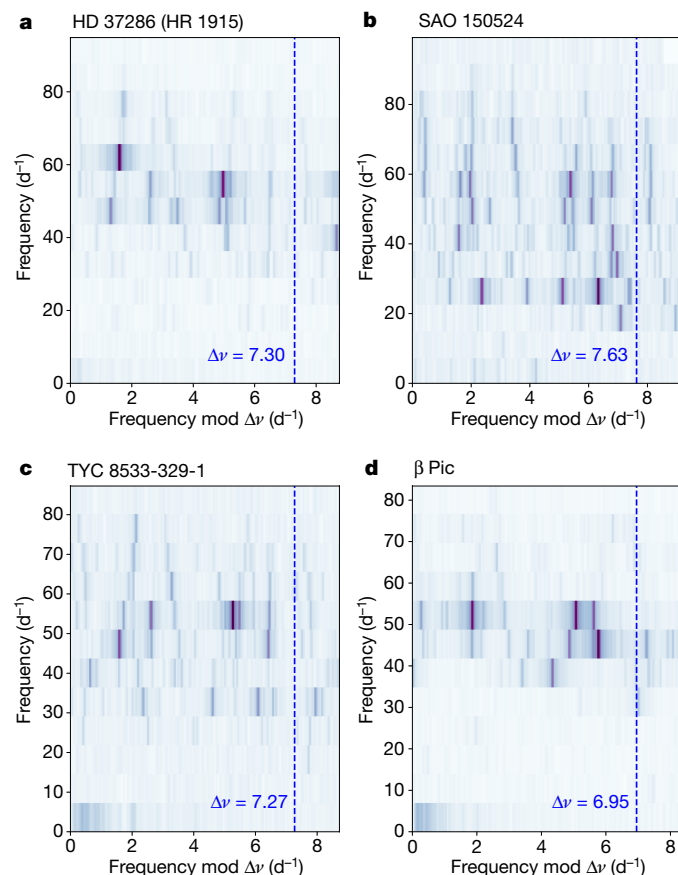 a HD 37286 (HR 1915)
b SAO 150524
Frequency (d⁻¹)
80
60
40
20
0
Δν = 7.30
0 2 4 6 8
Frequency mod Δν (d⁻¹)
Frequency (d⁻¹)
80
60
40
20
0
Δν = 7.63
0 2 4 6 8
Frequency mod Δν (d⁻¹)
c TYC 8533-329-1
d β Pic
Frequency (d⁻¹)
80
70
60
50
40
30
20
10
0
Δν = 7.27
0 2 4 6 8
Frequency mod Δν (d⁻¹)
Frequency (d⁻¹)
80
70
60
50
40
30
20
10
0
Δν = 6.95
0 2 4 6 8
Frequency mod Δν (d⁻¹)